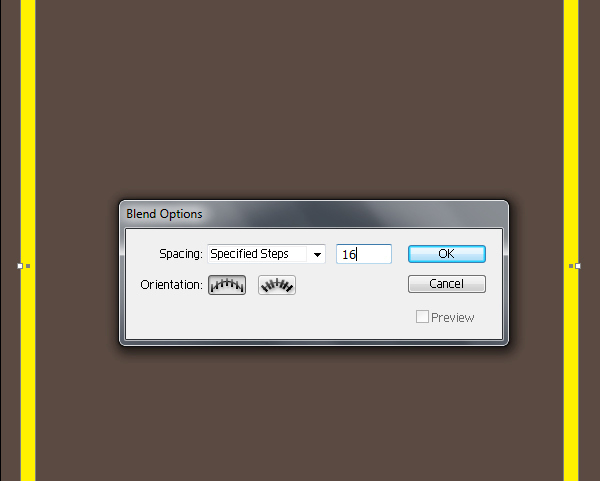 Blend Options
Spacing: Specified Steps 16 OK
Orientation: Cancel
Preview